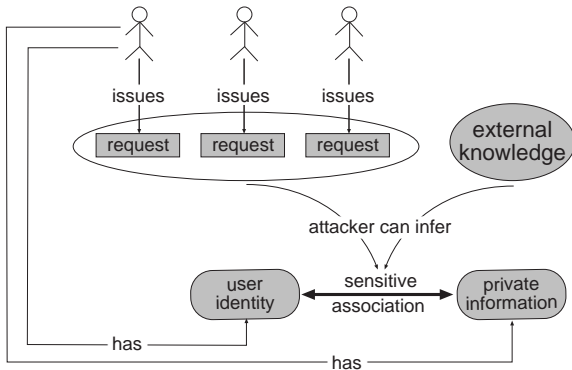 issues issues issues
request request request
external
knowledge
attacker can infer
user
identity
sensitive
association
private
information
has
has